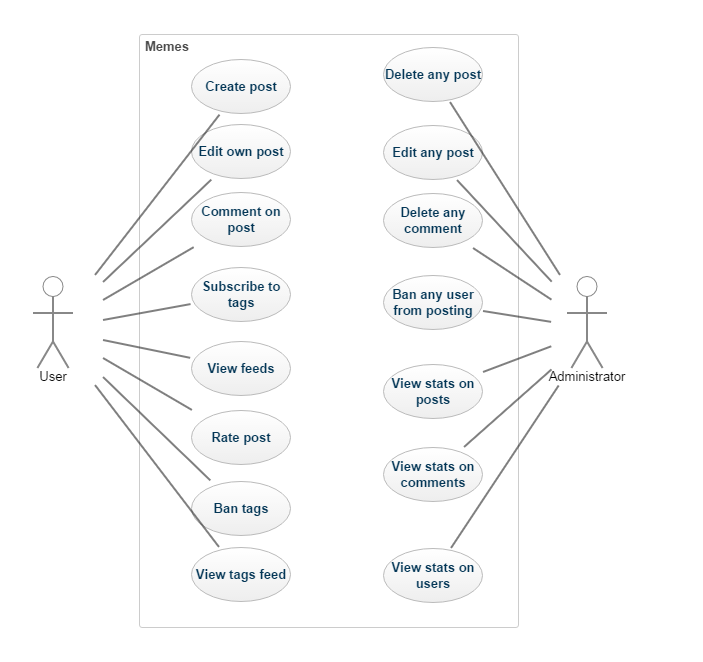 Memes
Create post
Edit own post
Comment on
post
Subscribe to
tags
View feeds
Rate post
Ban tags
View tags feed
Delete any post
Edit any post
Delete any
comment
Ban any user
from posting
View stats on
posts
View stats on
comments
View stats on
users
User
Administrator